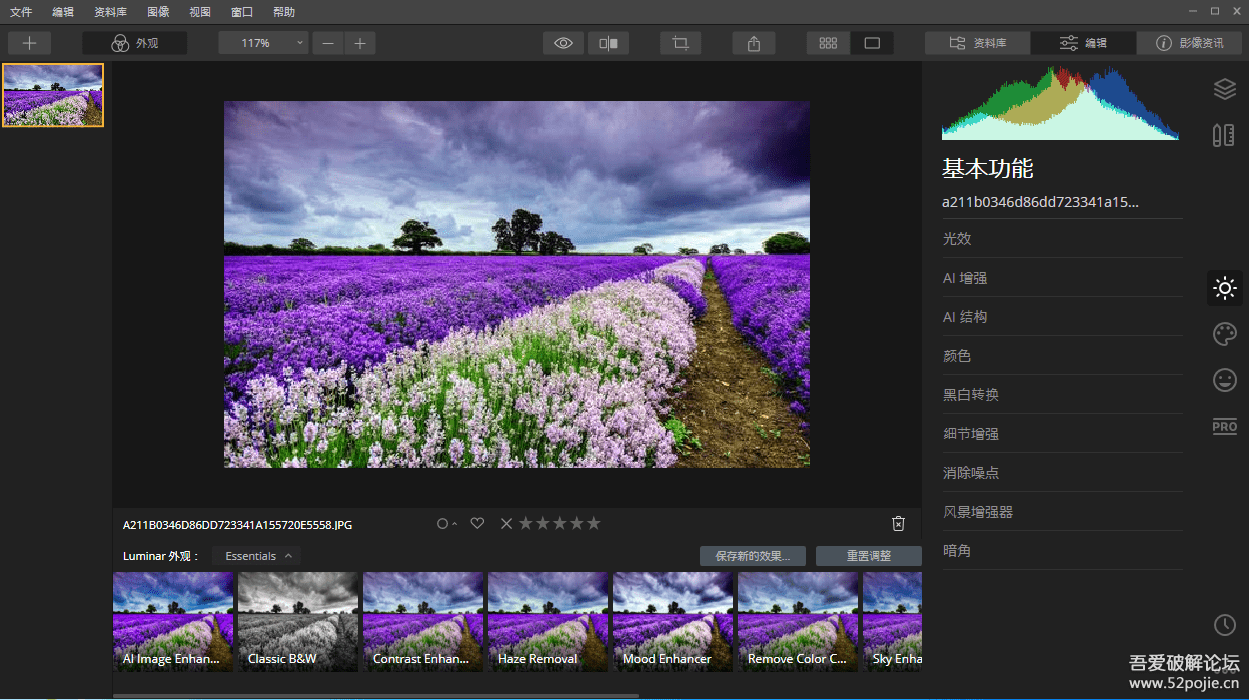 文件 编辑 资料库 图像 视图 窗口 帮助
外观 117% 资料库 编辑 影像资讯
基本功能
a211b0346d86dd723341a15...
光效
AI 增强
AI 结构
颜色
黑白转换
細节增强
消除噪点
风景增强器
暗角
PRO
A211B0346D86DD723341A155720E5558.JPG
Luminar 外观： Essentials 保存新的效果... 重置调整
AI Image Enhan... Classic B&W Contrast Enhan... Haze Removal Mood Enhancer Remove Color C... Sky Enha
吾爱破解论坛
www.52pojie.cn